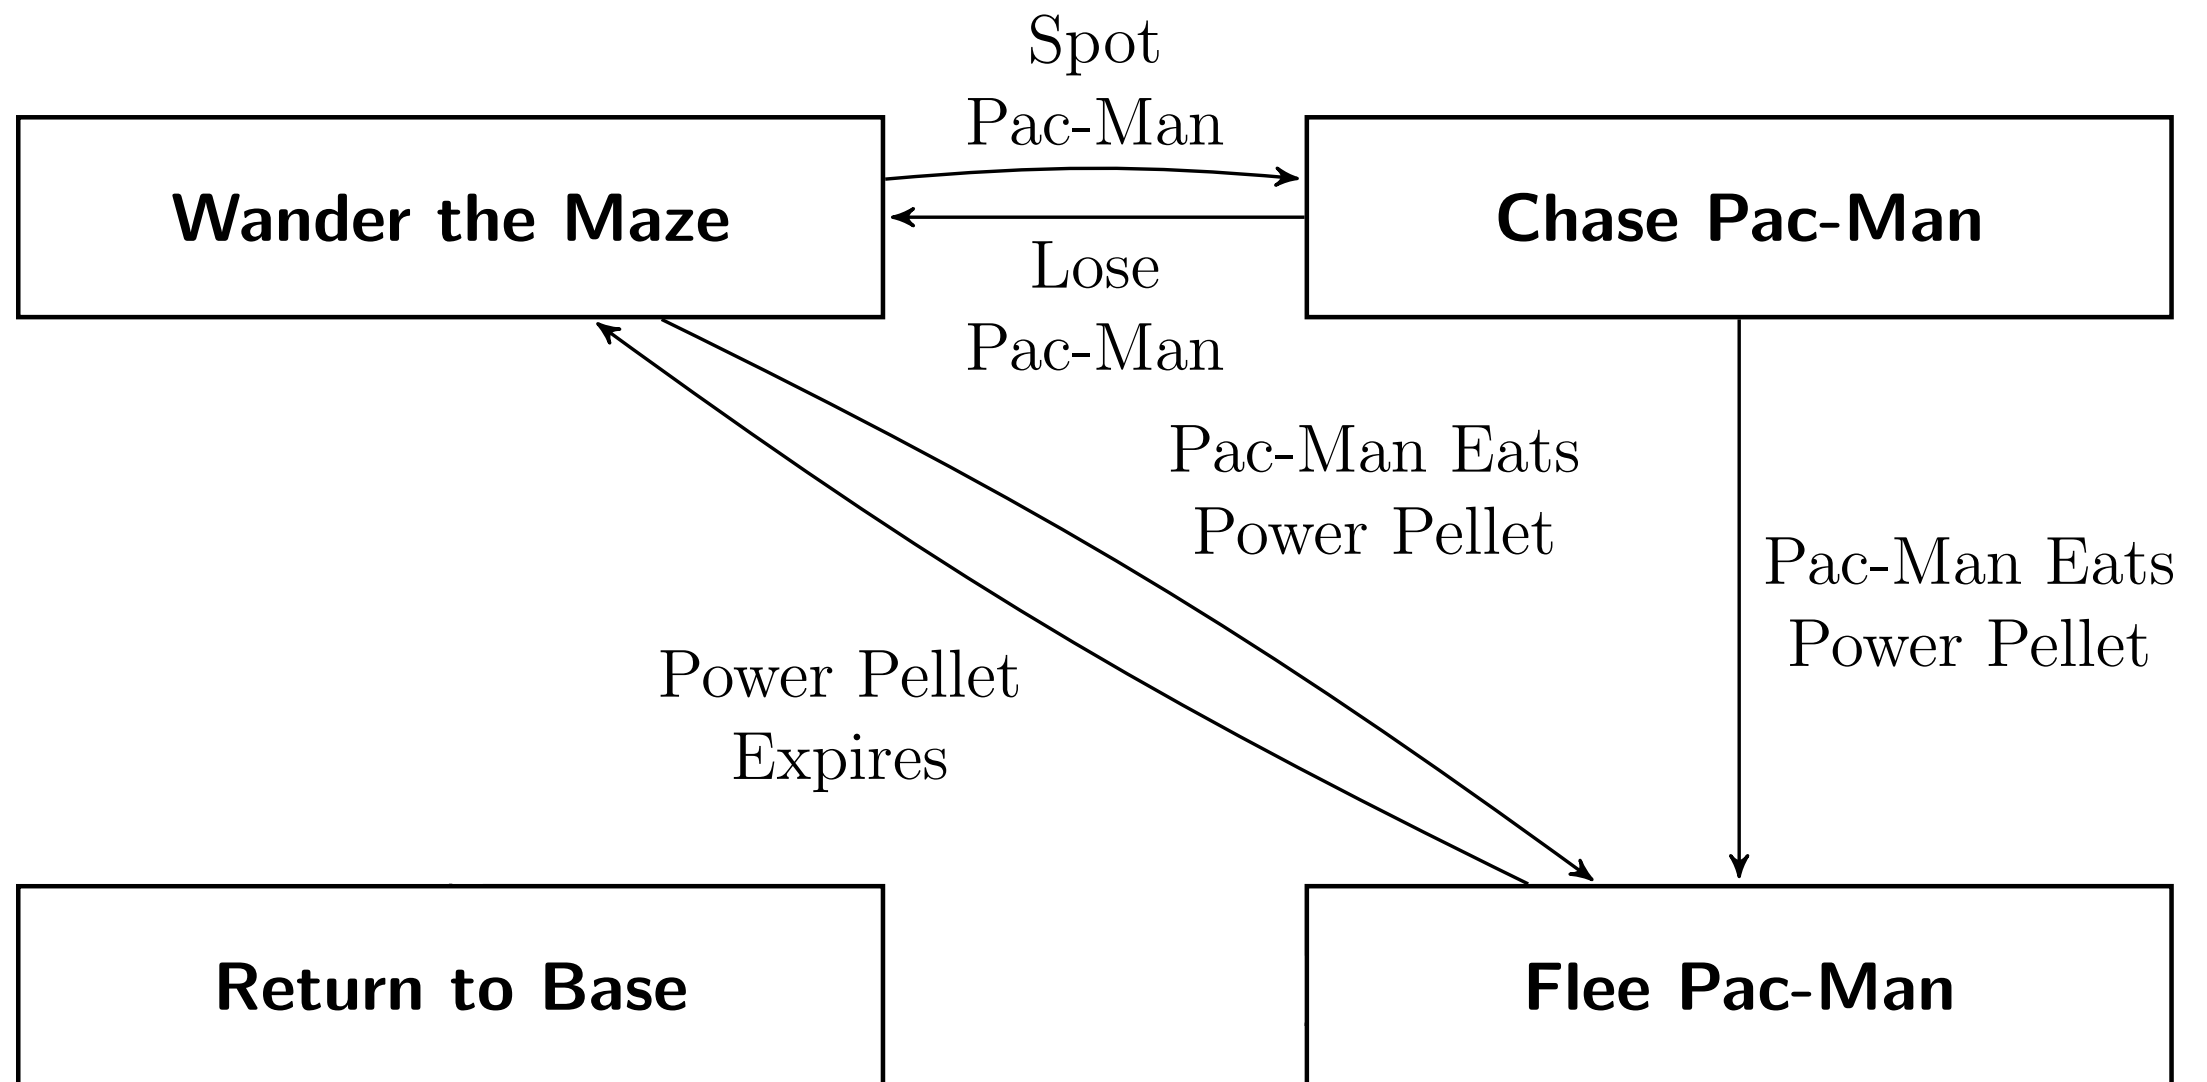 Spot
Pac-Man
Wander the Maze
Chase Pac-Man
Lose
Pac-Man
Pac-Man Eats
Power Pellet
Pac-Man Eats
Power Pellet
Power Pellet
Expires
Return to Base
Flee Pac-Man